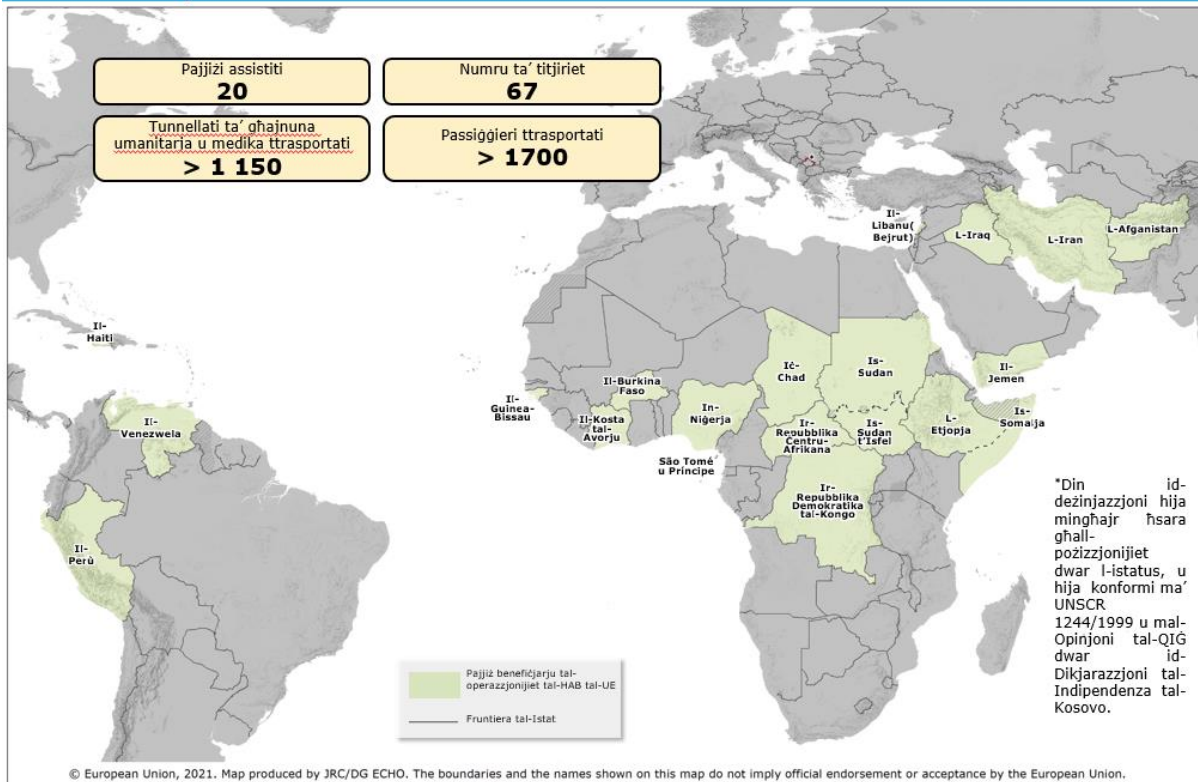 Pajjiżi assistiti
20
Numru ta' titjiriet
67
Tunnellati ta' għajnuna
umanitarja u medika ttrasportati
> 1 150
Passiġġieri ttrasportati
> 1700
Il-
Libanu(
Bejrut)
L-Iraq
L-Iran
L-Afganistan
Il-
Haiti
Il-
Venezwela
Il-
Perù
Il-
Guinea-
Bissau
Il-Burkina
Faso
Il-Kosta
tal-
Avorju
In-
Niġerja
São Tomé
u Príncipe
Iċ-
Chad
Is-
Sudan
Ir-
Repubblika
Ċentru-
Afrikana
Is-
Sudan
t'Isfel
L-
Etjopja
Il-
Jemen
Is-
Somalja
Ir-
Repubblika
Demokratika
tal-Kongo
*Din id-
deżinjazzjoni hija
mingħajr ħsara
għall-
pożizzjonijiet
dwar l-istatus, u
hija konformi ma'
UNSCR
1244/1999 u mal-
Opinjoni tal-QIĠ
dwar id-
Dikjarazzjoni tal-
Indipendenza tal-
Kosovo.
Pajjiż benefiċjarju tal-
operazzjonijiet tal-HAB tal-UE
Fruntiera tal-Istat
© European Union, 2021. Map produced by JRC/DG ECHO. The boundaries and the names shown on this map do not imply official endorsement or acceptance by the European Union.